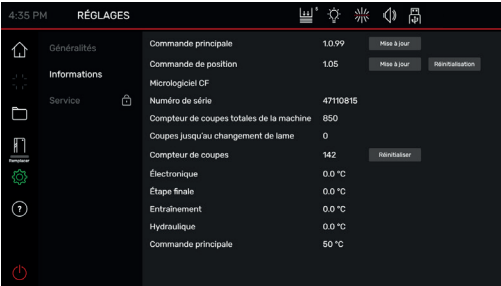 4:35 PM RÉGLAGES
Généralités
Informations
Service
Remplacer
Commande principale 1.0.99 Mise à jour
Commande de position 1.05 Mise à jour Réinitialisation
Micrologiciel CF
Numéro de série 47110815
Compteur de coupes totales de la machine 850
Coupes jusqu'au changement de lame 0
Compteur de coupes 142 Réinitialiser
Électronique 0.0 °C
Étape finale 0.0 °C
Entraînement 0.0 °C
Hydraulique 0.0 °C
Commande principale 50 °C